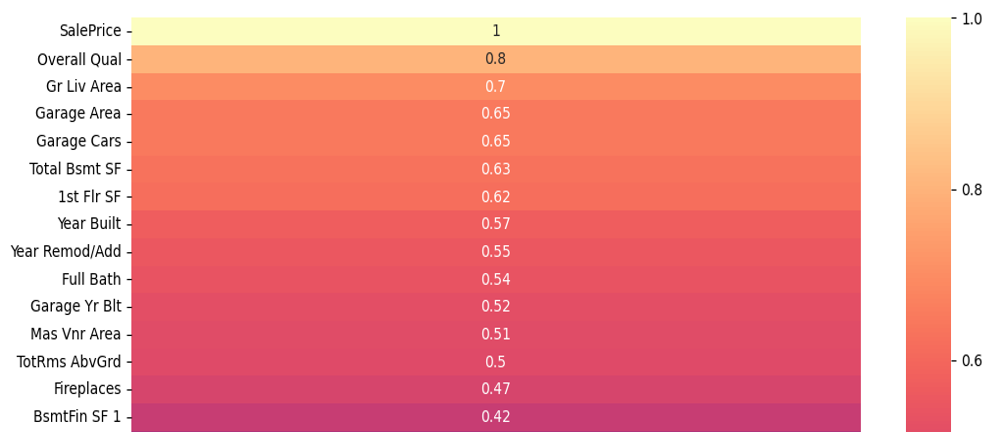 SalePrice 1 1.0
Overall Qual 0.8
Gr Liv Area 0.7
Garage Area 0.65
Garage Cars 0.65
Total Bsmt SF 0.63
0.8
1st Flr SF 0.62
Year Built 0.57
Year Remod/Add 0.55
Full Bath 0.54
Garage Yr Blt 0.52
Mas Vnr Area 0.51
TotRms AbvGrd 0.5
0.6
Fireplaces 0.47
BsmtFin SF 1 0.42